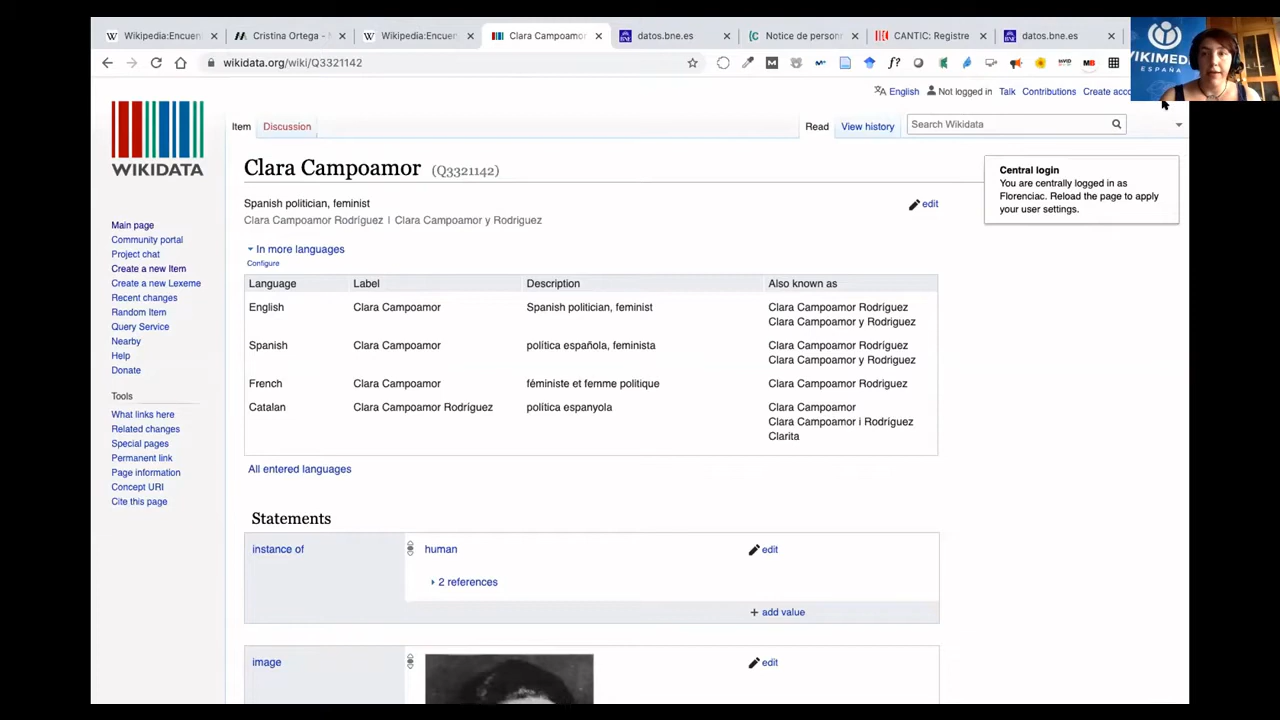 Wikipedia:Encuen
Cristina Ortega -
Wikipedia:Encuen
Clara Campoamor
datos.bne.es
Notice de personr
CANTIC: Registre
datos.bne.es
wikidata.org/wiki/Q3321142
WIKIMEDIA
ESPAÑA
English
Not logged in
Talk
Contributions
Create acco
WIKIDATA
Item
Discussion
Read
View history
Search Wikidata
Clara Campoamor (Q3321142)
Central login
You are centrally logged in as
Florenciac. Reload the page to apply
your user settings.
Spanish politician, feminist
edit
Clara Campoamor Rodríguez | Clara Campoamor y Rodriguez
In more languages
Configure
Language Label Description Also known as
English Clara Campoamor Spanish politician, feminist Clara Campoamor Rodríguez
Clara Campoamor y Rodriguez
Spanish Clara Campoamor política española, feminista Clara Campoamor Rodríguez
Clara Campoamor y Rodriguez
French Clara Campoamor féministe et femme politique Clara Campoamor Rodriguez
Catalan Clara Campoamor Rodríguez política espanyola Clara Campoamor
Clara Campoamor i Rodríguez
Clarita
All entered languages
Main page
Community portal
Project chat
Create a new Item
Create a new Lexeme
Recent changes
Random Item
Query Service
Nearby
Help
Donate
Tools
What links here
Related changes
Special pages
Permanent link
Page information
Concept URI
Cite this page
Statements
instance of
human
edit
2 references
+ add value
image
edit